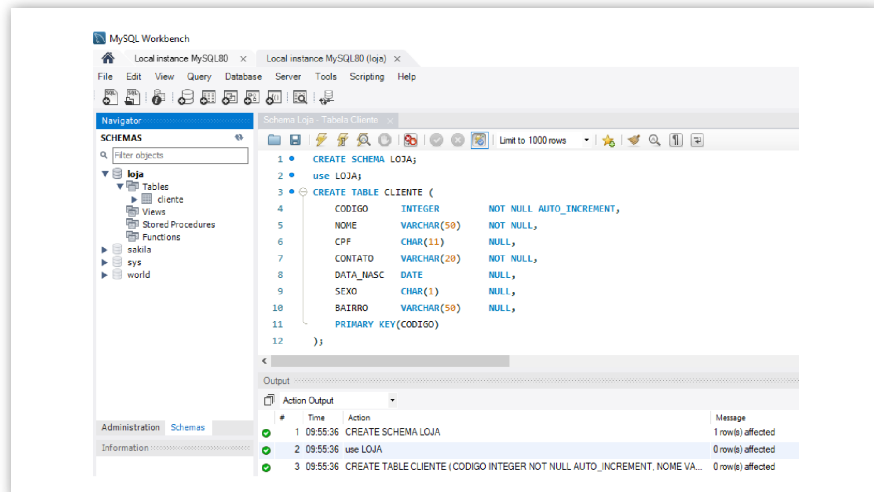 MySQL Workbench
Local instance MySQL80 × Local instance MySQL80 (loja) ×
File Edit View Query Database Server Tools Scripting Help
Navigator
SCHEMAS
Filter objects
loja
Tables
cliente
Views
Stored Procedures
Functions
sakila
sys
world
Administration Schemas
Information
Schema Loja - Tabela Cliente ×
Limit to 1000 rows
1 CREATE SCHEMA LOJA;
2 use LOJA;
3 CREATE TABLE CLIENTE (
4 CODIGO INTEGER NOT NULL AUTO_INCREMENT,
5 NOME VARCHAR(50) NOT NULL,
6 CPF CHAR(11) NULL,
7 CONTATO VARCHAR(20) NOT NULL,
8 DATA_NASC DATE NULL,
9 SEXO CHAR(1) NULL,
10 BAIRRO VARCHAR(50) NULL,
11 PRIMARY KEY(CODIGO)
12 );
Output
Action Output
# Time Action Message
1 09:55:36 CREATE SCHEMA LOJA 1 row(s) affected
2 09:55:36 use LOJA 0 row(s) affected
3 09:55:36 CREATE TABLE CLIENTE ( CODIGO INTEGER NOT NULL AUTO_INCREMENT, NOME VA... 0 row(s) affected